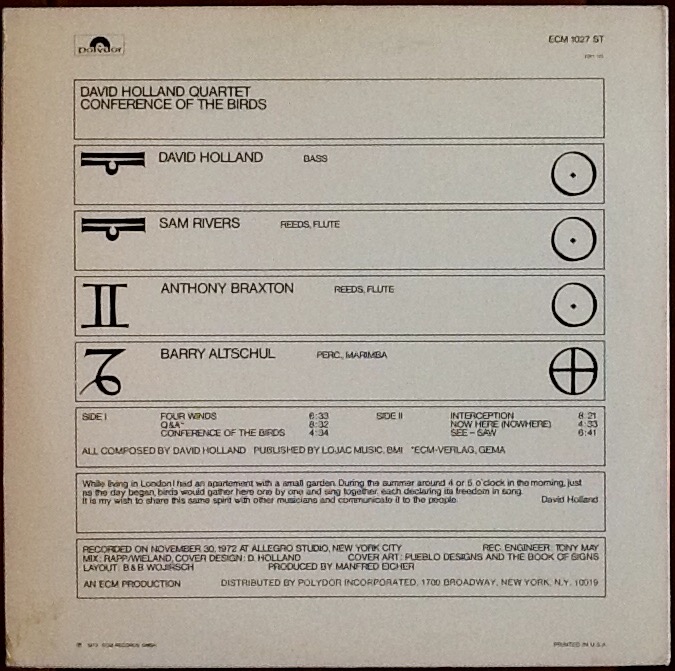 polydor
ECM 1027 ST
DAVID HOLLAND QUARTET
CONFERENCE OF THE BIRDS
DAVID HOLLAND BASS
SAM RIVERS REEDS, FLUTE
ANTHONY BRAXTON REEDS, FLUTE
BARRY ALTSCHUL PERC., MARIMBA
SIDE I FOUR WINDS 6:33 SIDE II INTERCEPTION 8:21
Q&A* 8:32 NOW HERE (NOWHERE) 4:33
CONFERENCE OF THE BIRDS 4:34 SEE – SAW 6:41
ALL COMPOSED BY DAVID HOLLAND PUBLISHED BY LOJAC MUSIC, BMI *ECM-VERLAG, GEMA
While living in London I had an apartement with a small garden. During the summer around 4 or 5 o'clock in the morning, just
as the day began, birds would gather here one by one and sing together, each declaring its freedom in song.
It is my wish to share this same spirit with other musicians and communicate it to the people. David Holland
RECORDED ON NOVEMBER 30, 1972 AT ALLEGRO STUDIO, NEW YORK CITY REC. ENGINEER: TONY MAY
MIX: RAPP/WIELAND, COVER DESIGN: D. HOLLAND COVER ART: PUEBLO DESIGNS AND THE BOOK OF SIGNS
LAYOUT: B & B WOJIRSCH PRODUCED BY MANFRED EICHER
AN ECM PRODUCTION DISTRIBUTED BY POLYDOR INCORPORATED, 1700 BROADWAY, NEW YORK, N.Y. 10019
℗ 1973 ECM RECORDS GMBH PRINTED IN U.S.A.